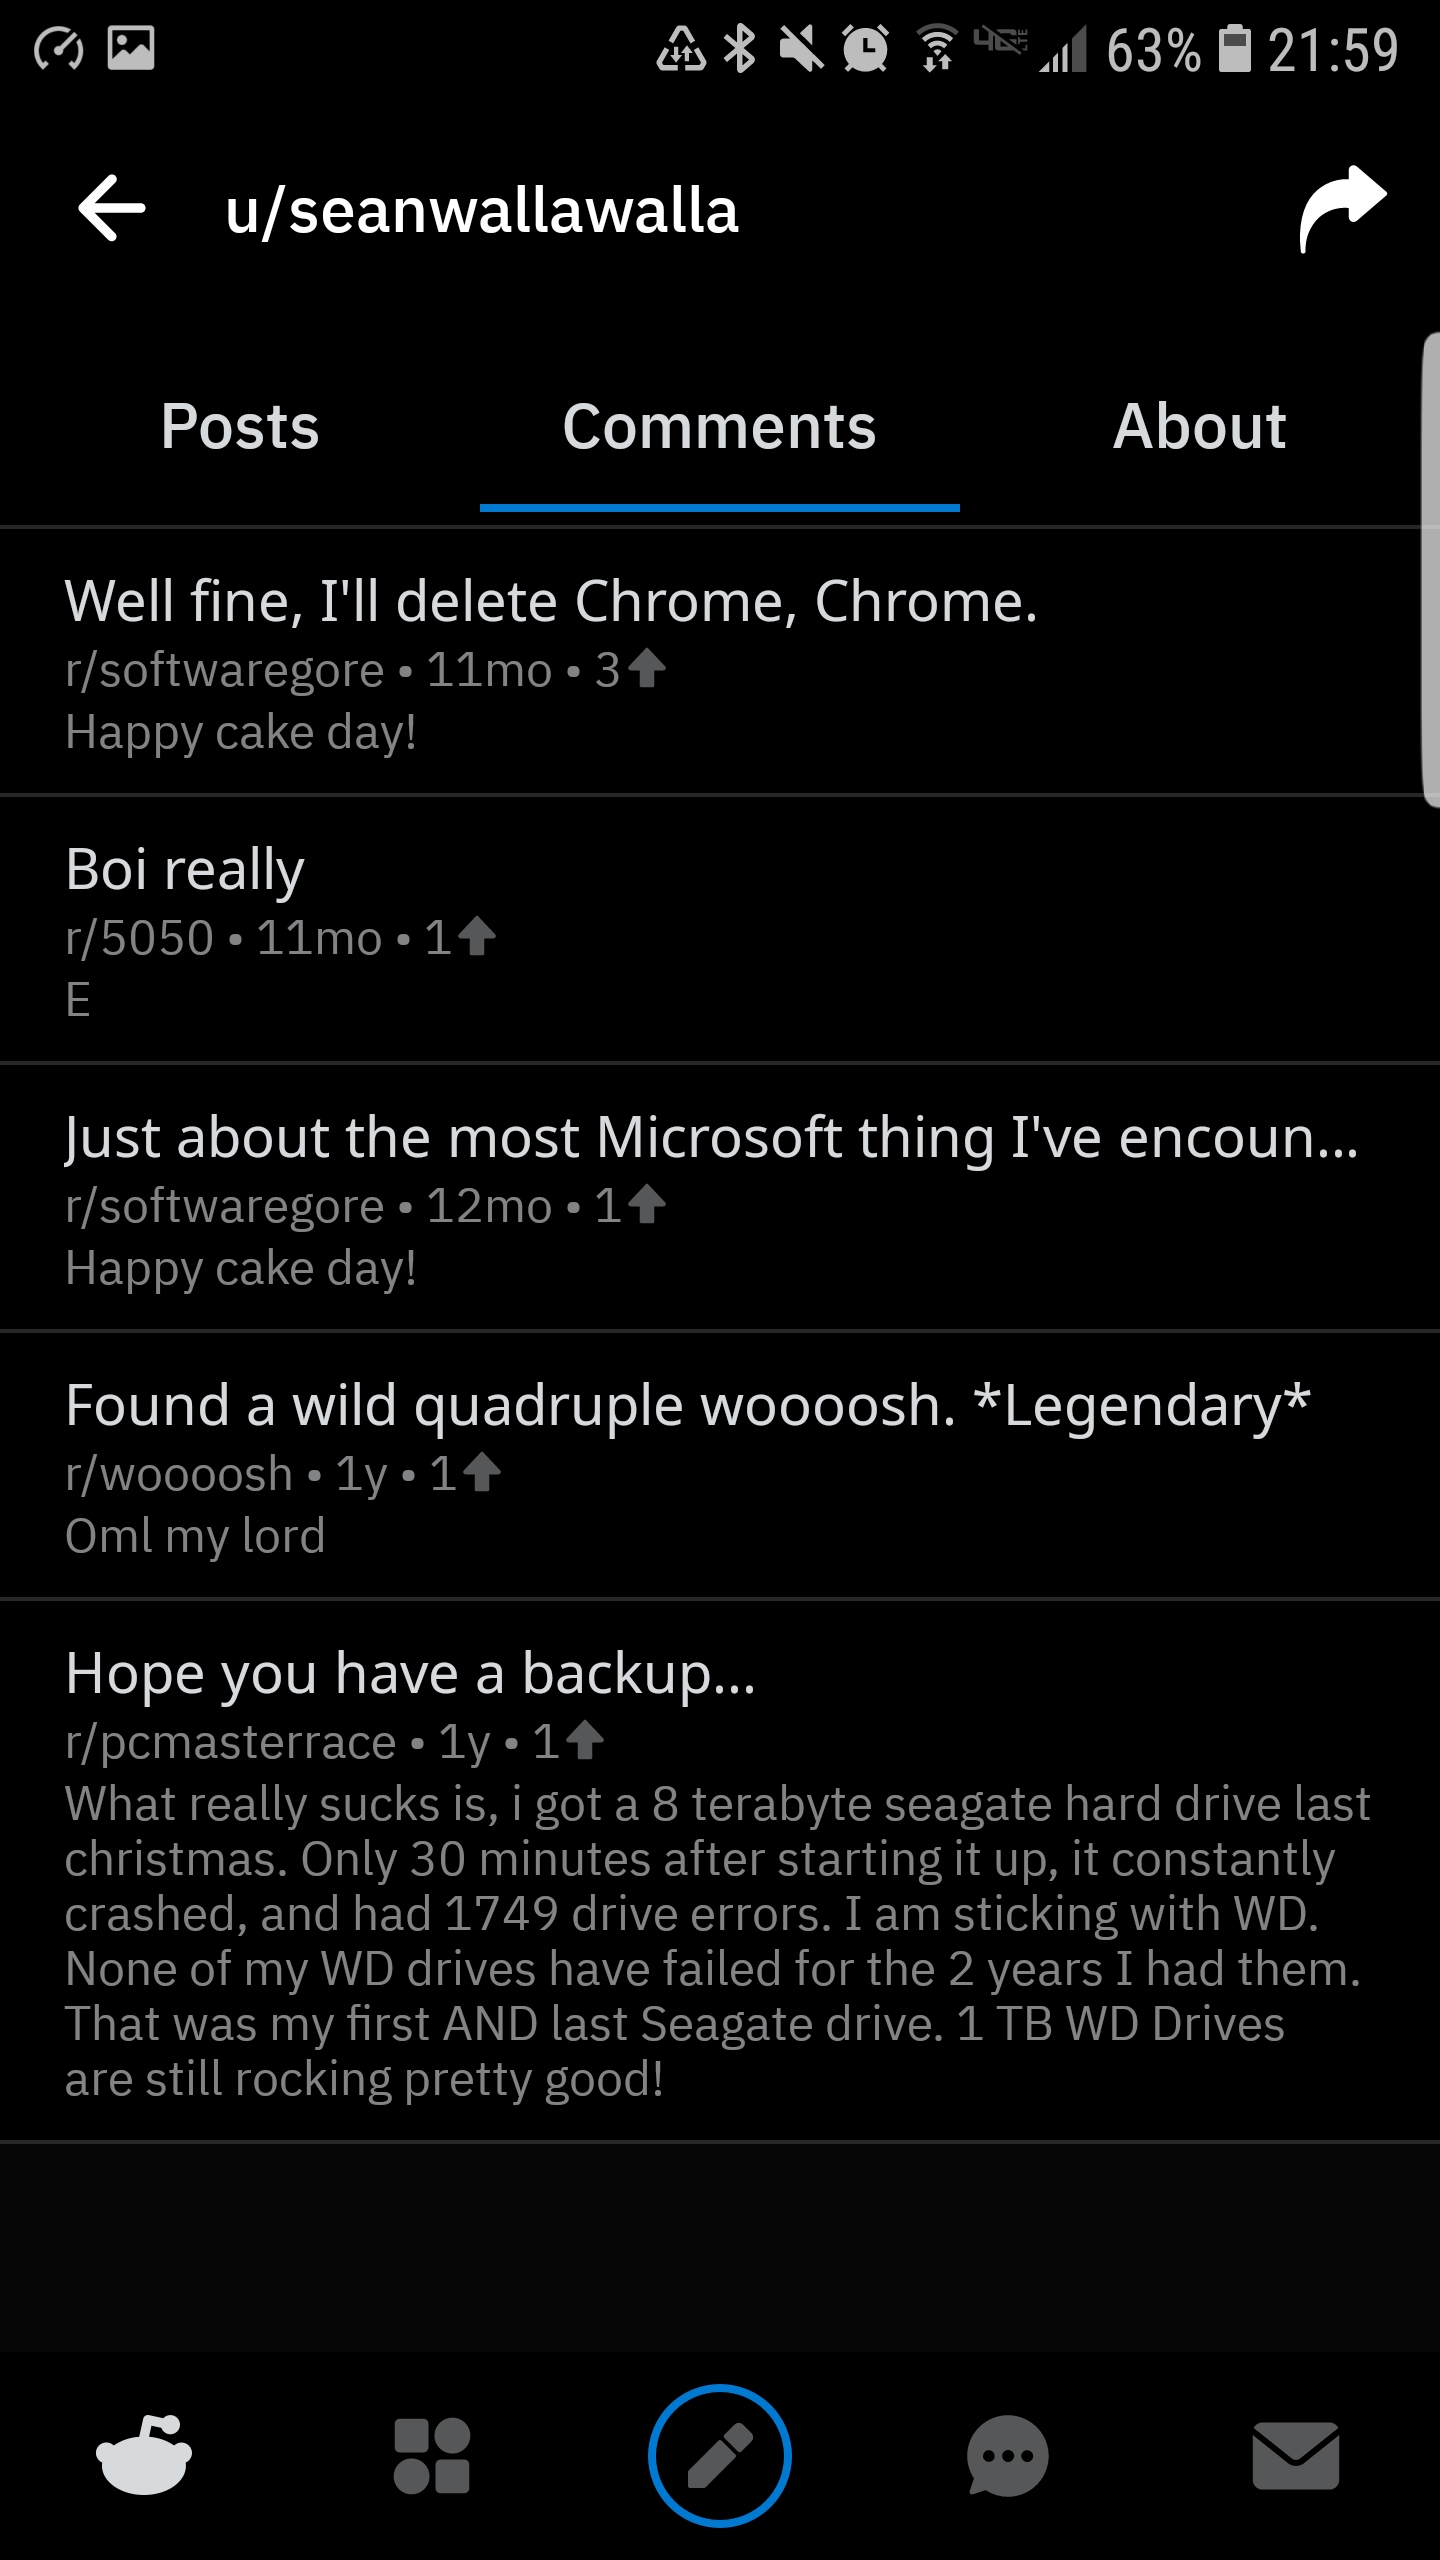 63% 21:59
u/seanwallawalla
Posts Comments About
Well fine, I'll delete Chrome, Chrome.
r/softwaregore • 11mo • 3
Happy cake day!
Boi really
r/5050 • 11mo • 1
E
Just about the most Microsoft thing I've encoun...
r/softwaregore • 12mo • 1
Happy cake day!
Found a wild quadruple woooosh. *Legendary*
r/woooosh • 1y • 1
Oml my lord
Hope you have a backup...
r/pcmasterrace • 1y • 1
What really sucks is, i got a 8 terabyte seagate hard drive last
christmas. Only 30 minutes after starting it up, it constantly
crashed, and had 1749 drive errors. I am sticking with WD.
None of my WD drives have failed for the 2 years I had them.
That was my first AND last Seagate drive. 1 TB WD Drives
are still rocking pretty good!